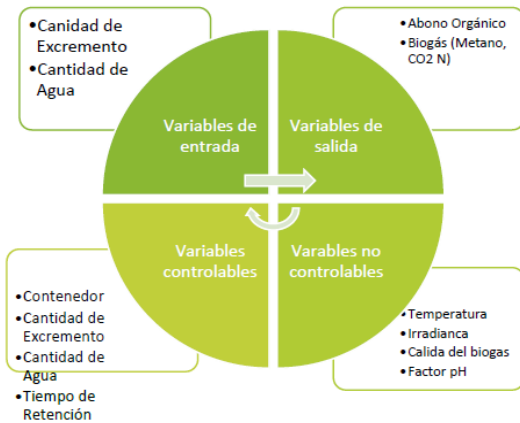 •Canidad de
Excremento
•Cantidad de
Agua
•Abono Orgánico
•Biogás (Metano,
CO2 N)
Variables de
entrada
Variables de
salida
Variables
controlables
Varables no
controlables
•Contenedor
•Cantidad de
Excremento
•Cantidad de
Agua
•Tiempo de
Retención
•Temperatura
•Irradianca
•Calida del biogas
•Factor pH